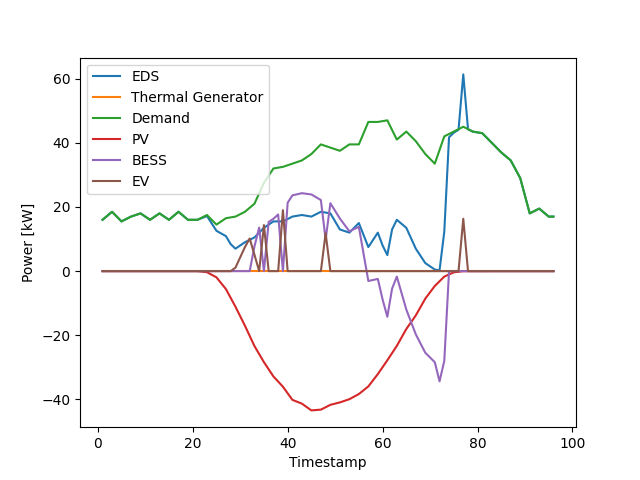 EDS
Thermal Generator
Demand
PV
BESS
EV
60
40
20
0
−20
−40
Power [kW]
0 20 40 60 80 100
Timestamp